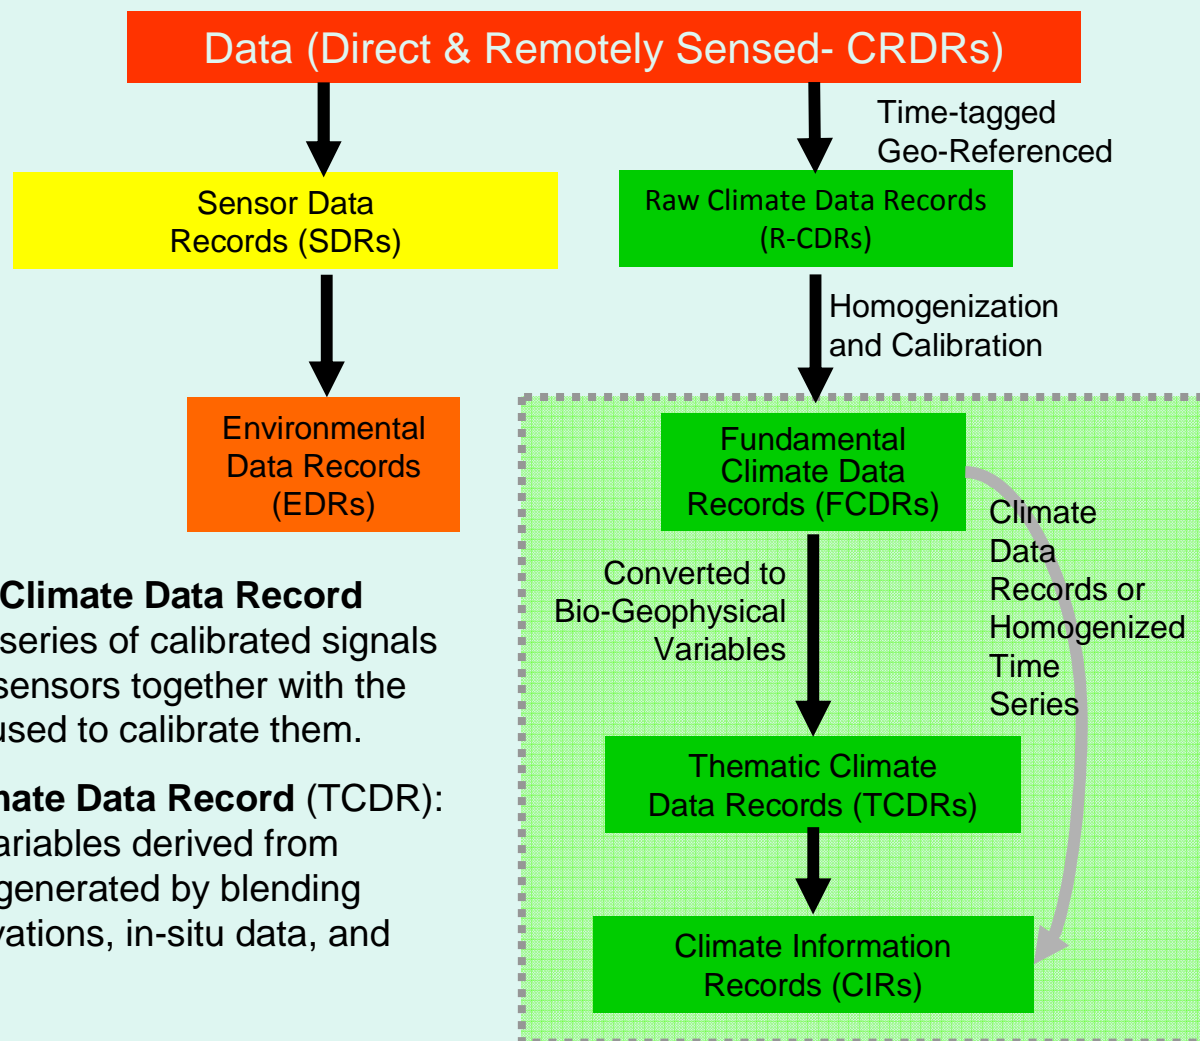 Data (Direct & Remotely Sensed- CRDRs)
Time-tagged
Geo-Referenced
Sensor Data
Records (SDRs)
Raw Climate Data Records
(R-CDRs)
Homogenization
and Calibration
Environmental
Data Records
(EDRs)
Fundamental
Climate Data
Records (FCDRs)
Climate
Data
Records or
Homogenized
Time
Series
Converted to
Bio-Geophysical
Variables
Climate Data Record
series of calibrated signals
sensors together with the
used to calibrate them.
Thematic Climate
Data Records (TCDRs)
mate Data Record (TCDR):
ariables derived from
generated by blending
vations, in-situ data, and
Climate Information
Records (CIRs)